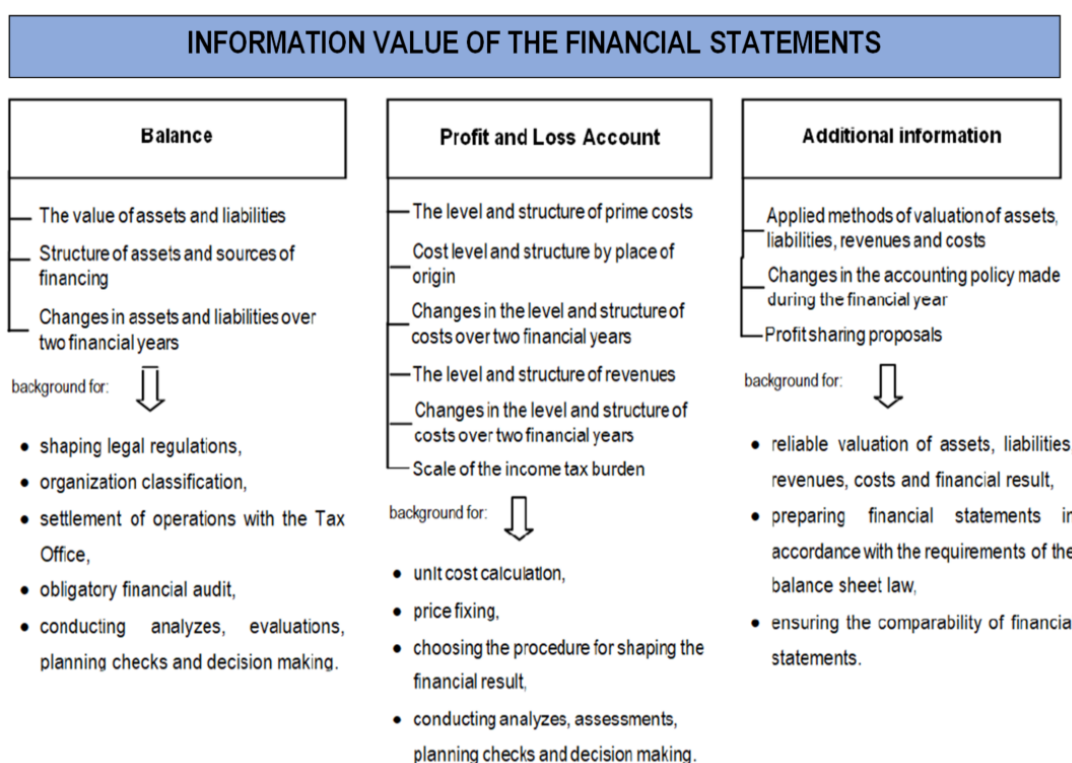 INFORMATION VALUE OF THE FINANCIAL STATEMENTS
Balance
The value of assets and liabilities
Structure of assets and sources of
financing
Changes in assets and liabilities over
two financial years
background for:
• shaping legal regulations,
• organization classification,
• settlement of operations with the Tax
Office,
• obligatory financial audit,
• conducting analyzes, evaluations,
planning checks and decision making.
Profit and Loss Account
The level and structure of prime costs
Cost level and structure by place of
origin
Changes in the level and structure of
costs over two financial years
The level and structure of revenues
Changes in the level and structure of
costs over two financial years
Scale of the income tax burden
background for:
• unit cost calculation,
• price fixing,
• choosing the procedure for shaping the
financial result,
• conducting analyzes, assessments,
planning checks and decision making.
Additional information
Applied methods of valuation of assets,
liabilities, revenues and costs
Changes in the accounting policy made
during the financial year
Profit sharing proposals
background for:
• reliable valuation of assets, liabilities,
revenues, costs and financial result,
• preparing financial statements in
accordance with the requirements of the
balance sheet law,
• ensuring the comparability of financial
statements.